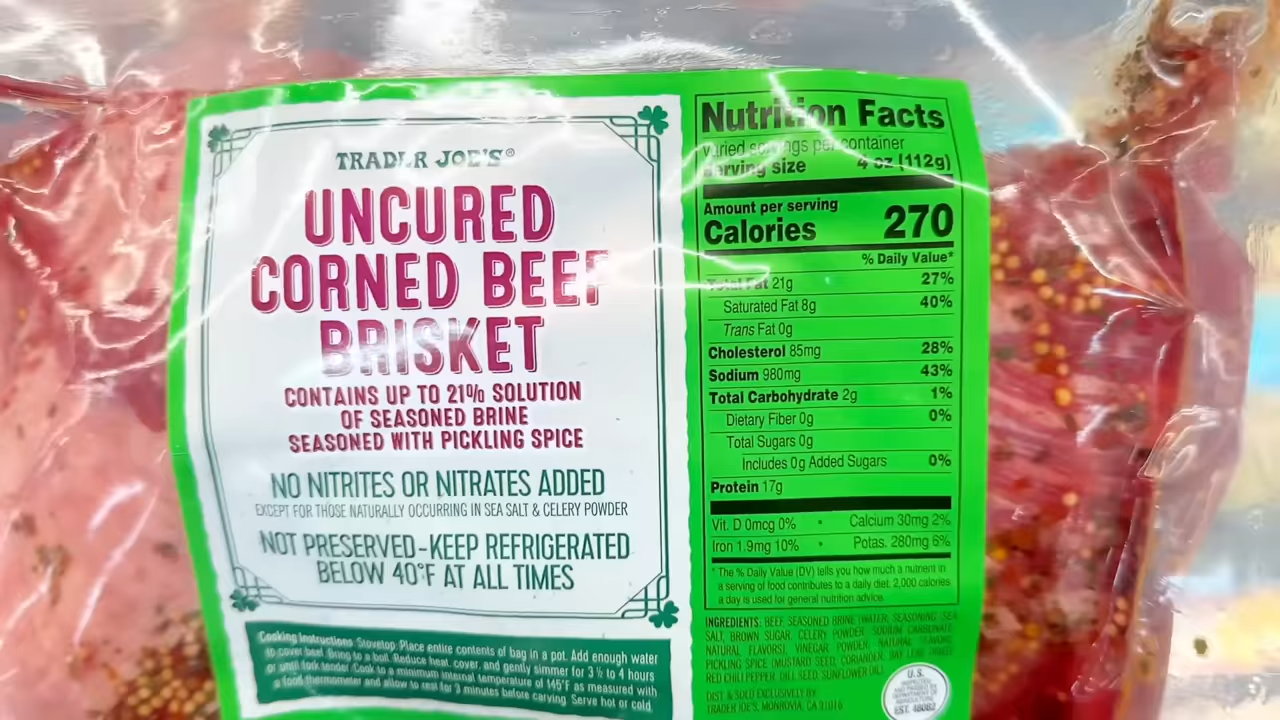 TRADER JOE'S®
UNCURED
CORNED BEEF
BRISKET
CONTAINS UP TO 21% SOLUTION
OF SEASONED BRINE
SEASONED WITH PICKLING SPICE
NO NITRITES OR NITRATES ADDED
EXCEPT FOR THOSE NATURALLY OCCURRING IN SEA SALT & CELERY POWDER
NOT PRESERVED-KEEP REFRIGERATED
BELOW 40°F AT ALL TIMES
Cooking Instructions Stovetop: Place entire contents of bag in a pot. Add enough water
to cover beef. Bring to a boil. Reduce heat, cover, and gently simmer for 3 ½ to 4 hours
or until fork tender. Cook to a minimum internal temperature of 145°F as measured with
a food thermometer and allow to rest for 3 minutes before carving. Serve hot or cold.
Nutrition Facts
varied servings per container
Serving size 4 oz (112g)
Amount per serving
Calories 270
% Daily Value*
Total Fat 21g 27%
Saturated Fat 8g 40%
Trans Fat 0g
Cholesterol 85mg 28%
Sodium 980mg 43%
Total Carbohydrate 2g 1%
Dietary Fiber 0g 0%
Total Sugars 0g
Includes 0g Added Sugars 0%
Protein 17g
Vit. D 0mcg 0% • Calcium 30mg 2%
Iron 1.9mg 10% • Potas. 280mg 6%
* The % Daily Value (DV) tells you how much a nutrient in
a serving of food contributes to a daily diet. 2,000 calories
a day is used for general nutrition advice.
INGREDIENTS: BEEF, SEASONED BRINE (WATER, SEASONING (SEA
SALT, BROWN SUGAR, CELERY POWDER, SODIUM CARBONATE,
NATURAL FLAVORS), VINEGAR POWDER, NATURAL FLAVORS),
PICKLING SPICE (MUSTARD SEED, CORIANDER, BAY LEAF,
RED CHILI PEPPER, DILL SEED, SUNFLOWER OIL).
DIST. & SOLD EXCLUSIVELY BY:
TRADER JOE'S, MONROVIA, CA 91016
U.S.
INSPECTED
AND PASSED BY
DEPARTMENT OF
AGRICULTURE
EST. 46082